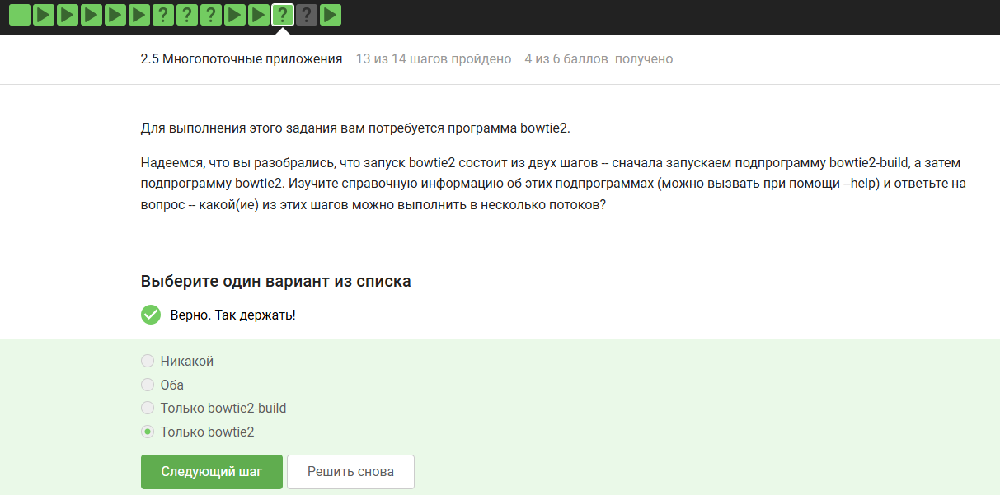 ? ? ? ? ?
2.5 Многопоточные приложения 13 из 14 шагов пройдено 4 из 6 баллов получено
Для выполнения этого задания вам потребуется программа bowtie2.
Надеемся, что вы разобрались, что запуск bowtie2 состоит из двух шагов -- сначала запускаем подпрограмму bowtie2-build, а затем
подпрограмму bowtie2. Изучите справочную информацию об этих подпрограммах (можно вызвать при помощи --help) и ответьте на
вопрос -- какой(ие) из этих шагов можно выполнить в несколько потоков?
Выберите один вариант из списка
Верно. Так держать!
Никакой
Оба
Только bowtie2-build
Только bowtie2
Следующий шаг Решить снова